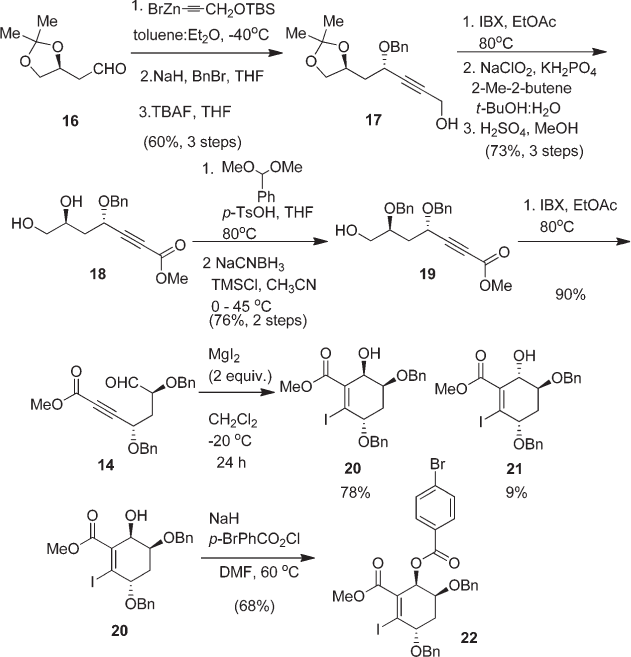 1. BrZn CH2OTBS
toluene:Et2O, -40°C
2.NaH, BnBr, THF
3.TBAF, THF
(60%, 3 steps)
Me Me
O O
CHO
16
Me Me
O O
OBn
OH
17
1. IBX, EtOAc
80°C
2. NaClO2, KH2PO4
2-Me-2-butene
t-BuOH:H2O
3. H2SO4, MeOH
(73%, 3 steps)
OH OBn
HO
O
OMe
18
1.
MeO OMe
Ph
p-TsOH, THF
80°C
2 NaCNBH3
TMSCl, CH3CN
0 - 45 °C
(76%, 2 steps)
OBn OBn
HO
O
OMe
19
1. IBX, EtOAc
80°C
90%
O
MeO
OHC
OBn
OBn
14
MgI2
(2 equiv.)
CH2Cl2
-20 °C
24 h
O OH
MeO OBn
I
OBn
20
78%
O OH
MeO OBn
I
OBn
21
9%
O OH
MeO OBn
I
OBn
20
NaH
p-BrPhCO2Cl
DMF, 60 °C
(68%)
Br
O O
O
MeO OBn
I
OBn
22